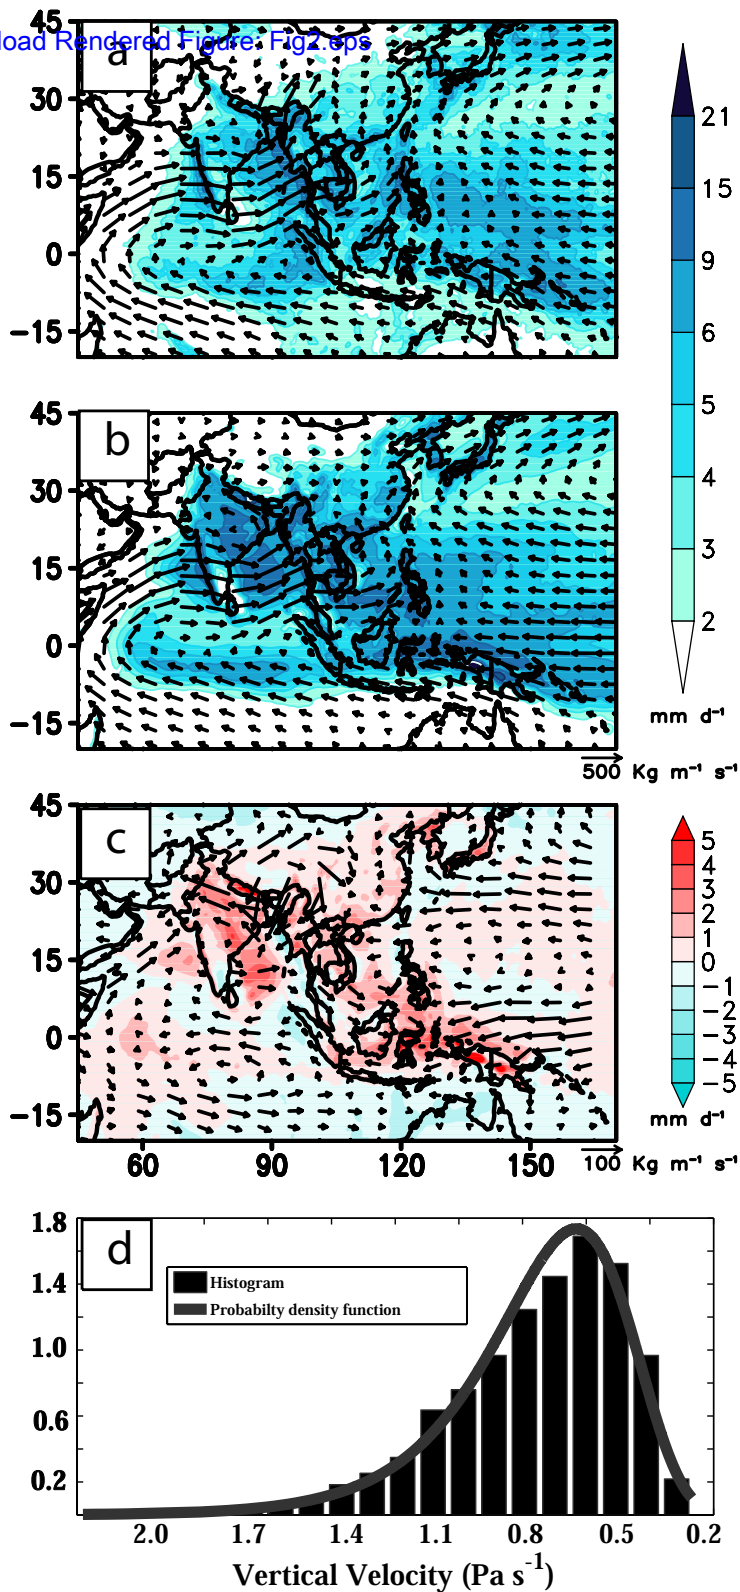 load Rendered Figure: Fig2.eps
a
45
30
15
0
−15
21
15
9
6
5
4
3
2
mm d⁻¹
b
45
30
15
0
−15
500 Kg m⁻¹ s⁻¹
c
45
30
15
0
−15
60 90 120 150
5
4
3
2
1
0
−1
−2
−3
−4
−5
mm d⁻¹
100 Kg m⁻¹ s⁻¹
d
1.8
1.4
1.0
0.6
0.2
Histogram
Probabilty density function
2.0 1.7 1.4 1.1 0.8 0.5 0.2
Vertical Velocity (Pa s⁻¹)